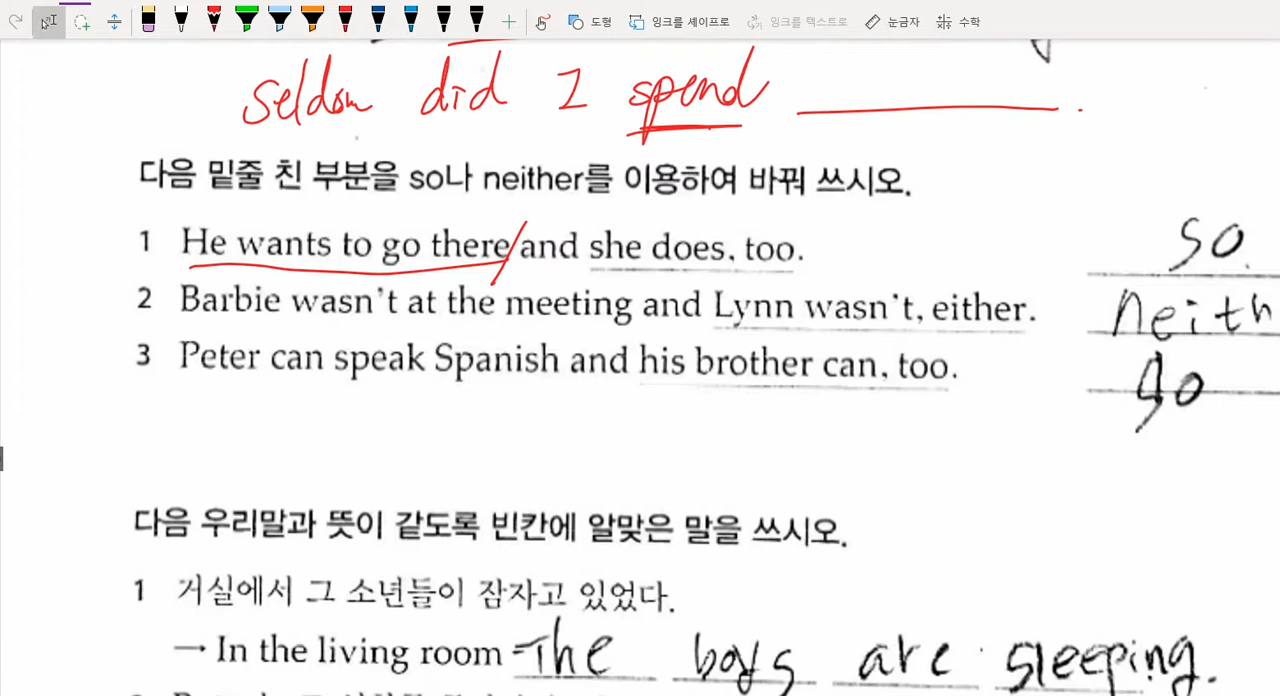 도형 잉크를 셰이프로 잉크를 텍스트로 눈금자 수학
seldom did I spend
다음 밑줄 친 부분을 so나 neither를 이용하여 바꿔 쓰시오.
1 He wants to go there and she does, too. so.
2 Barbie wasn't at the meeting and Lynn wasn't, either. neith
3 Peter can speak Spanish and his brother can, too. so
다음 우리말과 뜻이 같도록 빈칸에 알맞은 말을 쓰시오.
1 거실에서 그 소년들이 잠자고 있었다.
→ In the living room The boys are sleeping.